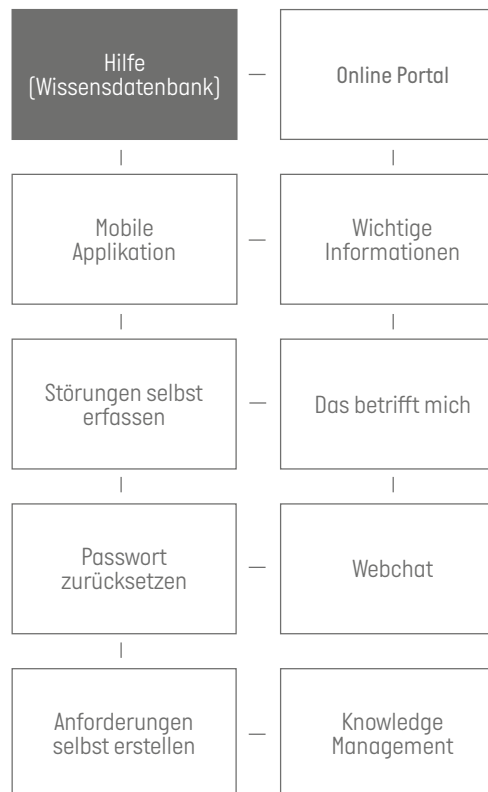 Hilfe
(Wissensdatenbank)
Online Portal
Mobile
Applikation
Wichtige
Informationen
Störungen selbst
erfassen
Das betrifft mich
Passwort
zurücksetzen
Webchat
Anforderungen
selbst erstellen
Knowledge
Management